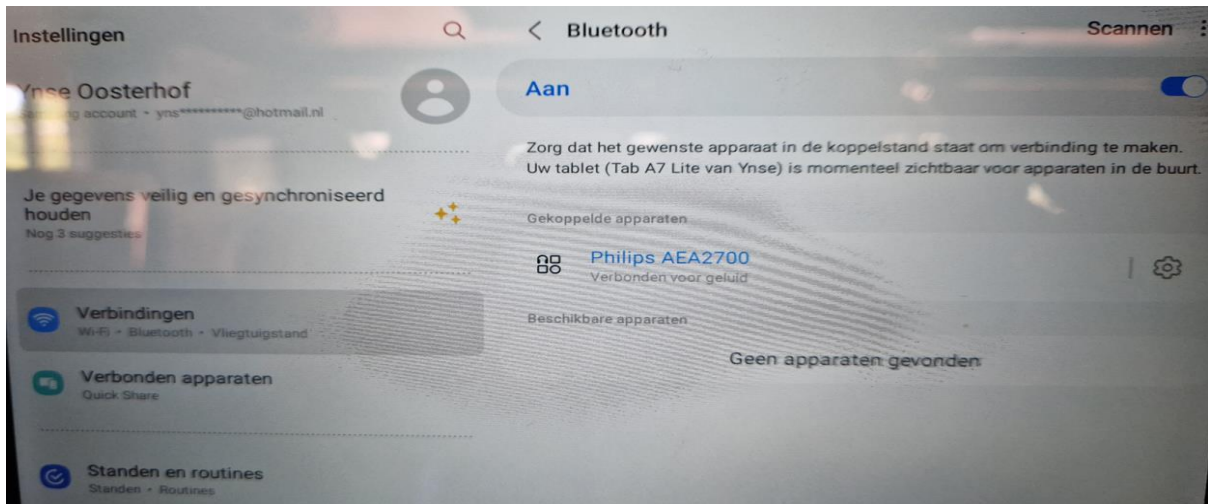 Instellingen
Ynse Oosterhof
account • yns**********@hotmail.nl
Je gegevens veilig en gesynchroniseerd
houden
Nog 3 suggesties
Verbindingen
Wi-Fi • Bluetooth • Vliegtuigstand
Verbonden apparaten
Quick Share
Standen en routines
Standen • Routines
Bluetooth
Scannen
Aan
Zorg dat het gewenste apparaat in de koppelstand staat om verbinding te maken.
Uw tablet (Tab A7 Lite van Ynse) is momenteel zichtbaar voor apparaten in de buurt.
Gekoppelde apparaten
Philips AEA2700
Verbonden voor geluid
Beschikbare apparaten
Geen apparaten gevonden